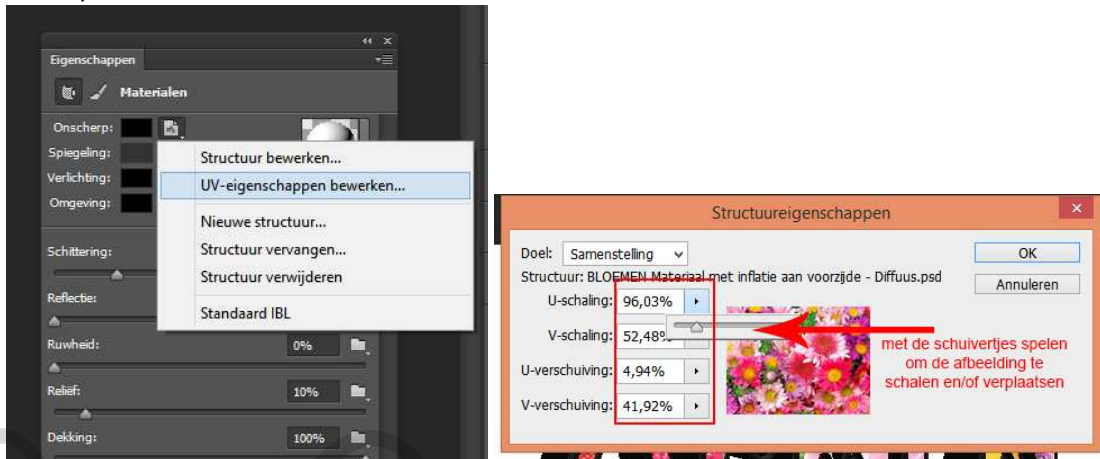 Eigenschappen
Materialen
Onscherp:
Spiegeling:
Verlichting:
Omgeving:
Structuur bewerken...
UV-eigenschappen bewerken...
Nieuwe structuur...
Structuur vervangen...
Structuur verwijderen
Standaard IBL
Schittering:
Reflectie:
Ruwheid: 0%
Reliëf: 10%
Dekking: 100%
Structuureigenschappen
Doel: Samenstelling
OK
Structuur: BLOEMEN Materiaal met inflatie aan voorzijde - Diffuus.psd
Annuleren
U-schaling: 96,03%
V-schaling: 52,48%
U-verschuiving: 4,94%
V-verschuiving: 41,92%
met de schuivertjes spelen
om de afbeelding te
schalen en/of verplaatsen